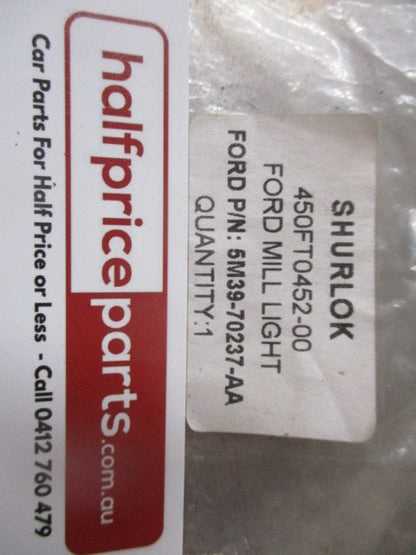 SHURLOK
450FT0452-00
FORD MILL LIGHT
FORD P/N: 5M39-70237-AA
QUANTITY:1
halfpriceparts.com.au
Car Parts For Half Price or Less - Call 0412 760 479